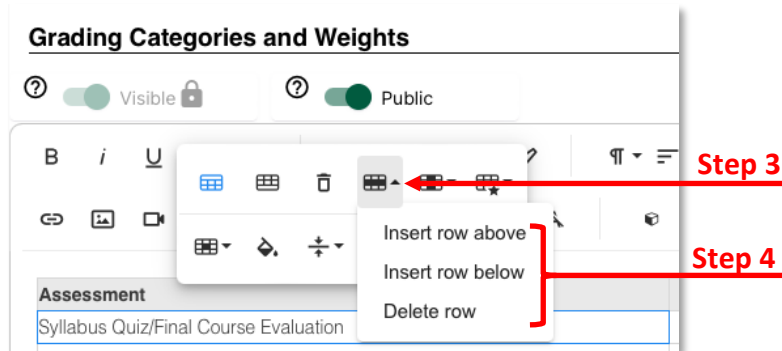 Grading Categories and Weights
Visible
Public
B i U
Step 3
Insert row above
Insert row below
Delete row
Step 4
Assessment
Syllabus Quiz/Final Course Evaluation